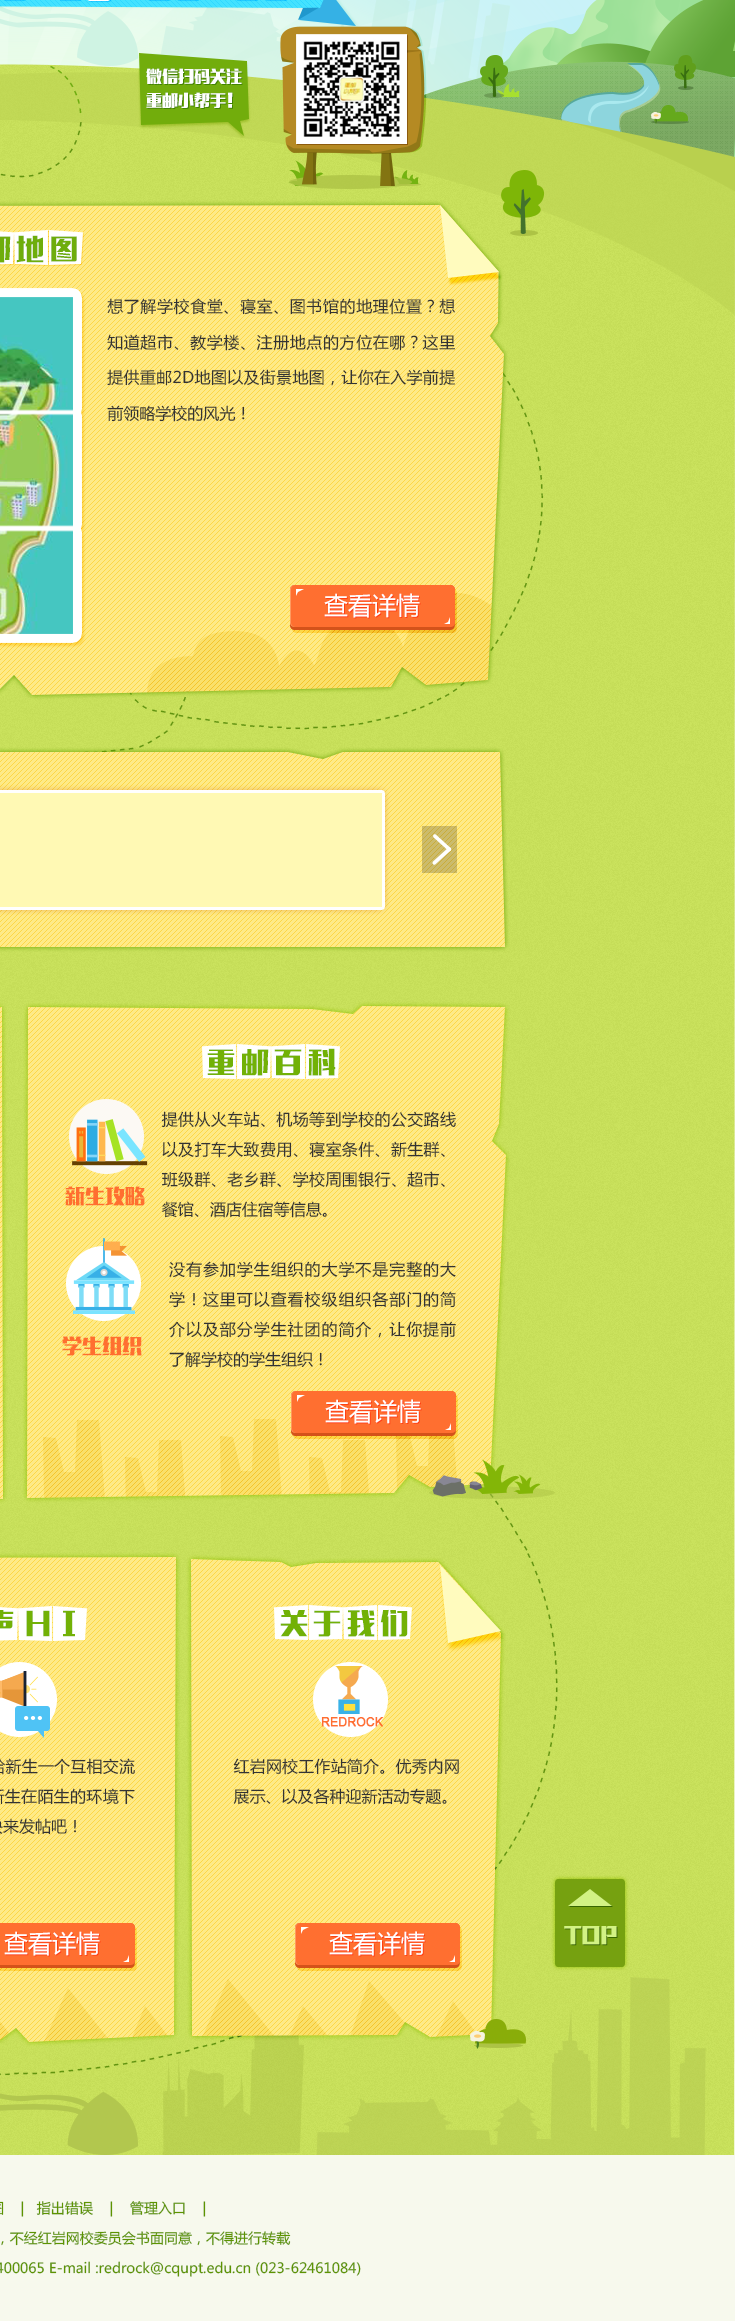 微信扫码关注
重邮小帮手!
邮地图
想了解学校食堂、寝室、图书馆的地理位置？想
知道超市、教学楼、注册地点的方位在哪？这里
提供重邮2D地图以及街景地图，让你在入学前提
前领略学校的风光！
查看详情
重邮百科
提供从火车站、机场等到学校的公交路线
以及打车大致费用、寝室条件、新生群、
班级群、老乡群、学校周围银行、超市、
餐馆、酒店住宿等信息。
新生攻略
没有参加学生组织的大学不是完整的大
学！这里可以查看校级组织各部门的简
介以及部分学生社团的简介，让你提前
了解学校的学生组织！
学生组织
查看详情
声HI
给新生一个互相交流
新生在陌生的环境下
快来发帖吧！
查看详情
关于我们
REDROCK
红岩网校工作站简介。优秀内网
展示、以及各种迎新活动专题。
查看详情
TOP
| 指出错误 | 管理入口 |
，不经红岩网校委员会书面同意，不得进行转载
400065 E-mail :redrock@cqupt.edu.cn (023-62461084)